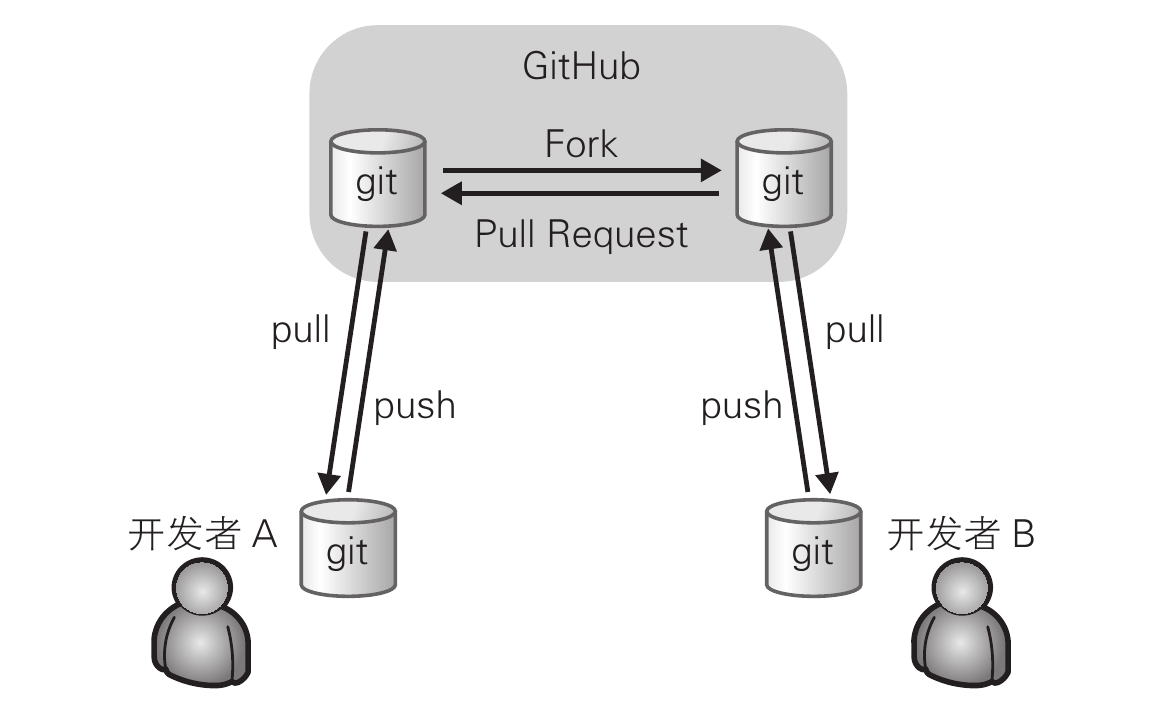 GitHub
Fork
git
git
Pull Request
pull
pull
push
push
开发者 A
git
git
开发者 B